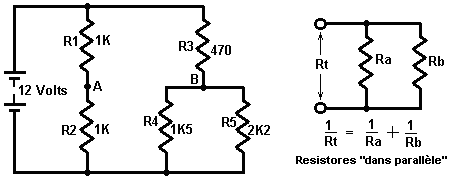 12 Volts
R1
1K
A
R2
1K
R3
470
B
R4
1K5
R5
2K2
Rt
Ra
Rb
1/Rt = 1/Ra + 1/Rb
Resistores "dans parallèle"